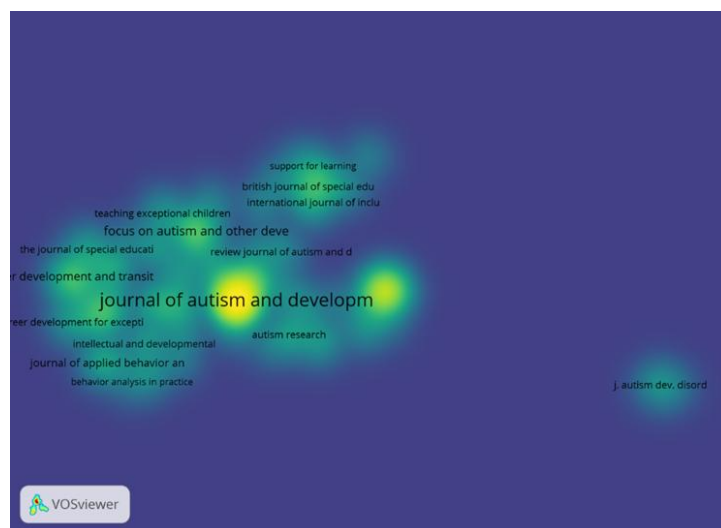 support for learning
british journal of special edu
international journal of inclu
teaching exceptional children
focus on autism and other deve
the journal of special educati
review journal of autism and d
er development and transit
journal of autism and developm
reer development for excepti
autism research
intellectual and developmental
journal of applied behavior an
behavior analysis in practice
j. autism dev. disord
VOSviewer